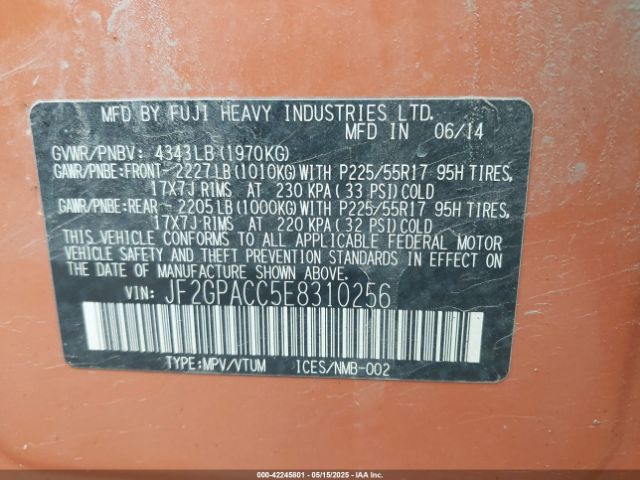 MFD BY FUJI HEAVY INDUSTRIES LTD.
MFD IN 06/14
GVWR/PNBV: 4343LB(1970KG)
GAWR/PNBE:FRONT-2227LB(1010KG)WITH P225/55R17 95H TIRES,
17X7J RIMS AT 230 KPA(33 PSI)COLD
GAWR/PNBE:REAR -2205LB(1000KG)WITH P225/55R17 95H TIRES,
17X7J RIMS AT 220 KPA(32 PSI)COLD
THIS VEHICLE CONFORMS TO ALL APPLICABLE FEDERAL MOTOR
VEHICLE SAFETY AND THEFT PREVENTION STANDARDS IN EFFECT
ON THE DATE OF MANUFACTURE SHOWN ABOVE.
VIN: JF2GPACC5E8310256
TYPE:MPV/VTUM ICES/NMB-002
000-42245801 - 05/15/2025 - Copart, Inc.